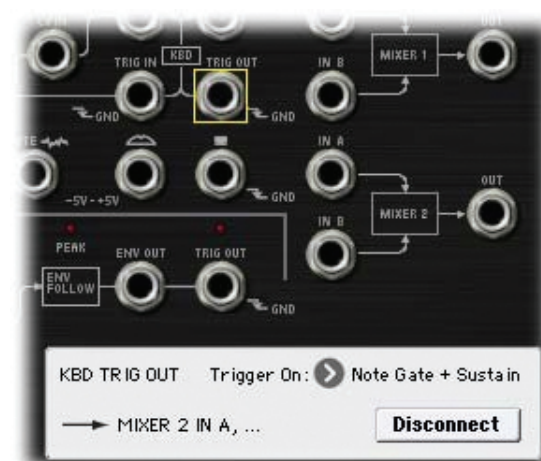 TRIG IN
KBD
TRIG OUT
IN B
MIXER 1
GND
GND
IN A
OUT
-5V-+5V
GND
MIXER 2
IN B
PEAK
ENV OUT
TRIG OUT
ENV
FOLLOW
GND
KBD TRIG OUT Trigger On: Note Gate + Sustain
MIXER 2 IN A, ...
Disconnect